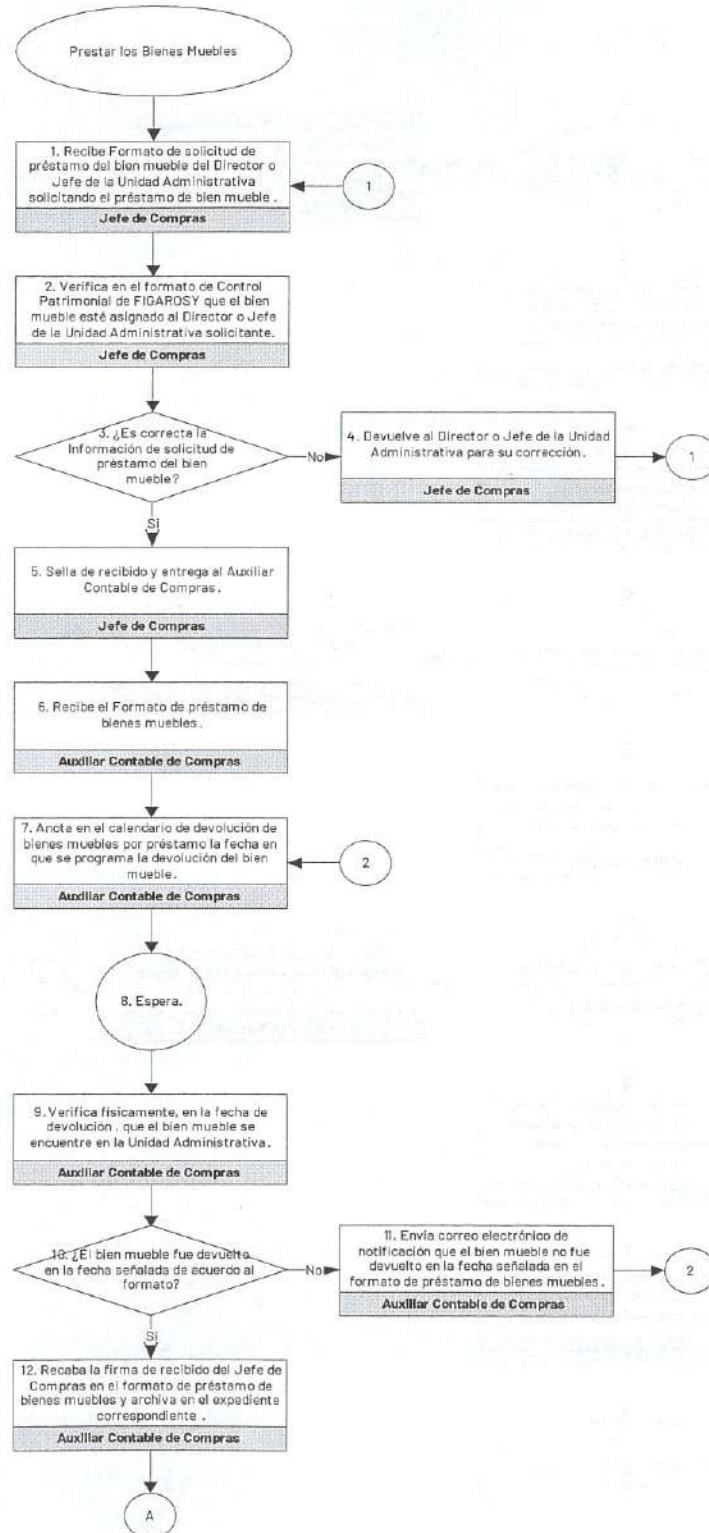 Prestar los Bienes Muebles
1. Recibe Formato de solicitud de
préstamo del bien mueble del Director o
Jefe de la Unidad Administrativa
solicitando el préstamo de bien mueble .
Jefe de Compras
1
2. Verifica en el formato de Control
Patrimonial de FIGAROSY que el bien
mueble esté asignado al Director o Jefe
de la Unidad Administrativa solicitante.
Jefe de Compras
3. ¿Es correcta la
Información de solicitud de
préstamo del bien
mueble?
No
4. Devuelve al Director o Jefe de la Unidad
Administrativa para su corrección.
Jefe de Compras
1
Si
5. Sella de recibido y entrega al Auxiliar
Contable de Compras .
Jefe de Compras
6. Recibe el Formato de préstamo de
bienes muebles .
Auxiliar Contable de Compras
7. Anota en el calendario de devolución de
bienes muebles por préstamo la fecha en
que se programa la devolución del bien
mueble.
Auxiliar Contable de Compras
2
8. Espera.
9. Verifica físicamente, en la fecha de
devolución , que el bien mueble se
encuentre en la Unidad Administrativa .
Auxiliar Contable de Compras
10. ¿El bien mueble fue devuelto
en la fecha señalada de acuerdo al
formato?
No
11. Envía correo electrónico de
notificación que el bien mueble no fue
devuelto en la fecha señalada en el
formato de préstamo de bienes muebles .
Auxiliar Contable de Compras
2
Si
12. Recaba la firma de recibido del Jefe de
Compras en el formato de préstamo de
bienes muebles y archiva en el expediente
correspondiente .
Auxiliar Contable de Compras
A